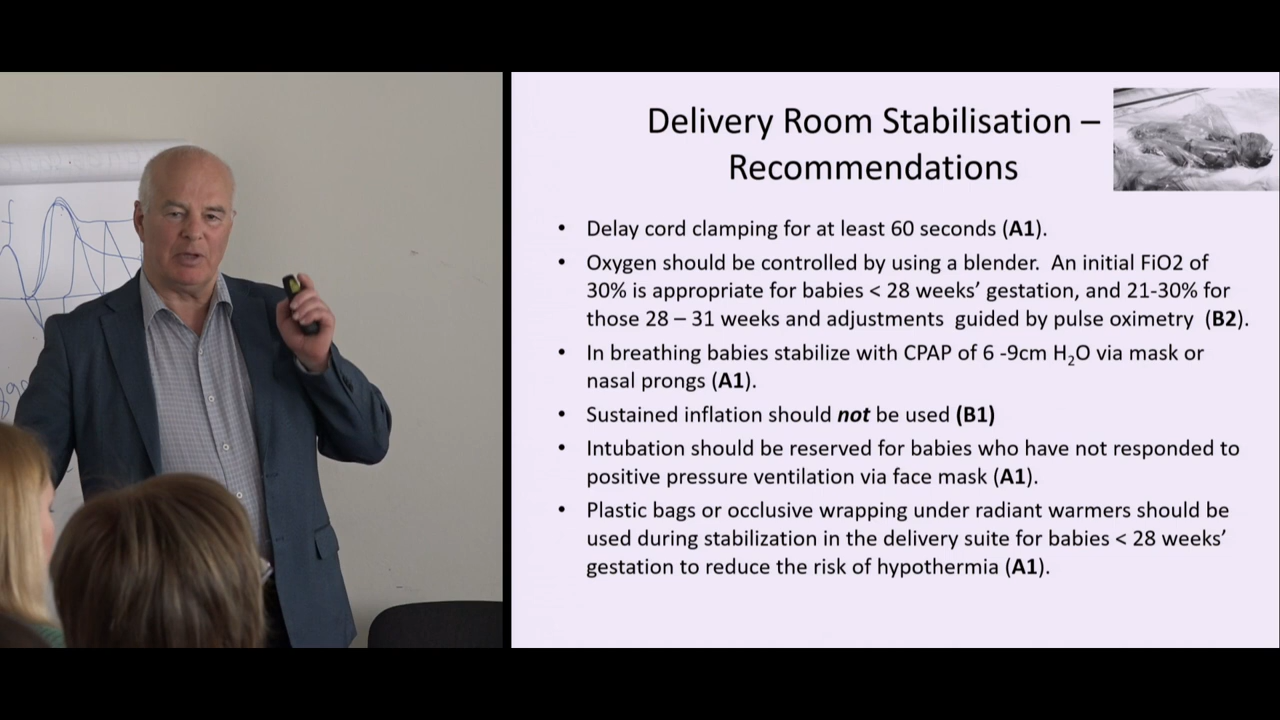 Delivery Room Stabilisation –
Recommendations
• Delay cord clamping for at least 60 seconds (A1).
• Oxygen should be controlled by using a blender.  An initial FiO2 of
30% is appropriate for babies < 28 weeks’ gestation, and 21-30% for
those 28 – 31 weeks and adjustments  guided by pulse oximetry  (B2).
• In breathing babies stabilize with CPAP of 6 -9cm H₂O via mask or
nasal prongs (A1).
• Sustained inflation should not be used (B1)
• Intubation should be reserved for babies who have not responded to
positive pressure ventilation via face mask (A1).
• Plastic bags or occlusive wrapping under radiant warmers should be
used during stabilization in the delivery suite for babies < 28 weeks’
gestation to reduce the risk of hypothermia (A1).